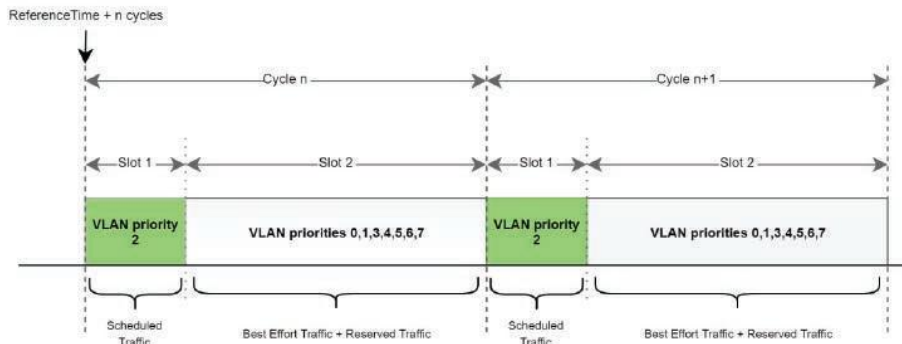 ReferenceTime + n cycles
Cycle n
Cycle n+1
Slot 1
Slot 2
Slot 1
Slot 2
VLAN priority
2
VLAN priorities 0,1,3,4,5,6,7
VLAN priority
2
VLAN priorities 0,1,3,4,5,6,7
Scheduled
Traffic
Best Effort Traffic + Reserved Traffic
Scheduled
Traffic
Best Effort Traffic + Reserved Traffic